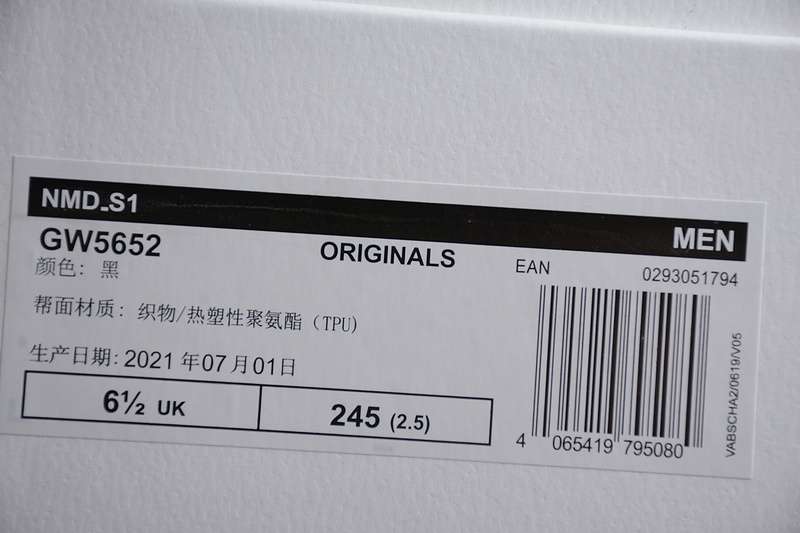 NMD_S1
MEN
GW5652
ORIGINALS
颜色: 黑
EAN
0293051794
帮面材质: 织物/热塑性聚氨酯 (TPU)
生产日期: 2021 年07 月01日
6½ UK
245 (2.5)
4 065419 795080
VABSCHA2/0619/V05